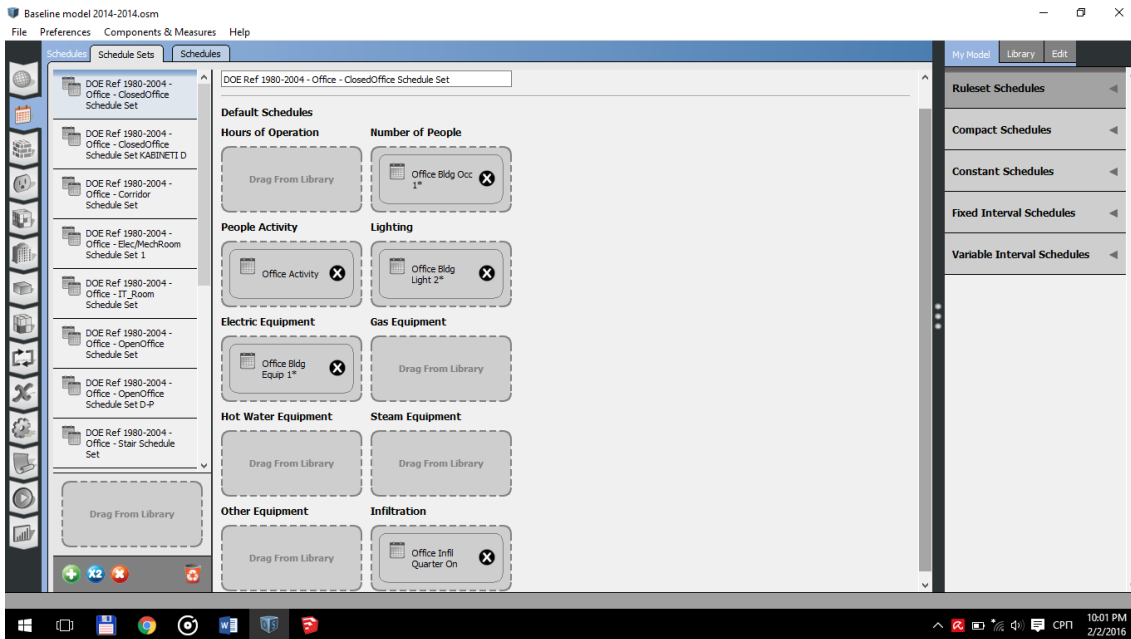 Baseline model 2014-2014.osm
File Preferences Components & Measures Help
Schedules Schedule Sets Schedules
My Model Library Edit
DOE Ref 1980-2004 -
Office - ClosedOffice
Schedule Set
DOE Ref 1980-2004 -
Office - ClosedOffice
Schedule Set KABINETI D
DOE Ref 1980-2004 -
Office - Corridor
Schedule Set
DOE Ref 1980-2004 -
Office - Elec/MechRoom
Schedule Set 1
DOE Ref 1980-2004 -
Office - IT_Room
Schedule Set
DOE Ref 1980-2004 -
Office - OpenOffice
Schedule Set
DOE Ref 1980-2004 -
Office - OpenOffice
Schedule Set D-P
DOE Ref 1980-2004 -
Office - Stair Schedule
Set
Drag From Library
X2
DOE Ref 1980-2004 - Office - ClosedOffice Schedule Set
Default Schedules
Hours of Operation Number of People
Drag From Library
Office Bldg Occ
1*
People Activity Lighting
Office Activity
Office Bldg
Light 2*
Electric Equipment Gas Equipment
Office Bldg
Equip 1*
Drag From Library
Hot Water Equipment Steam Equipment
Drag From Library Drag From Library
Other Equipment Infiltration
Drag From Library
Office Infil
Quarter On
Ruleset Schedules
Compact Schedules
Constant Schedules
Fixed Interval Schedules
Variable Interval Schedules
СРП
10:01 PM
2/2/2016